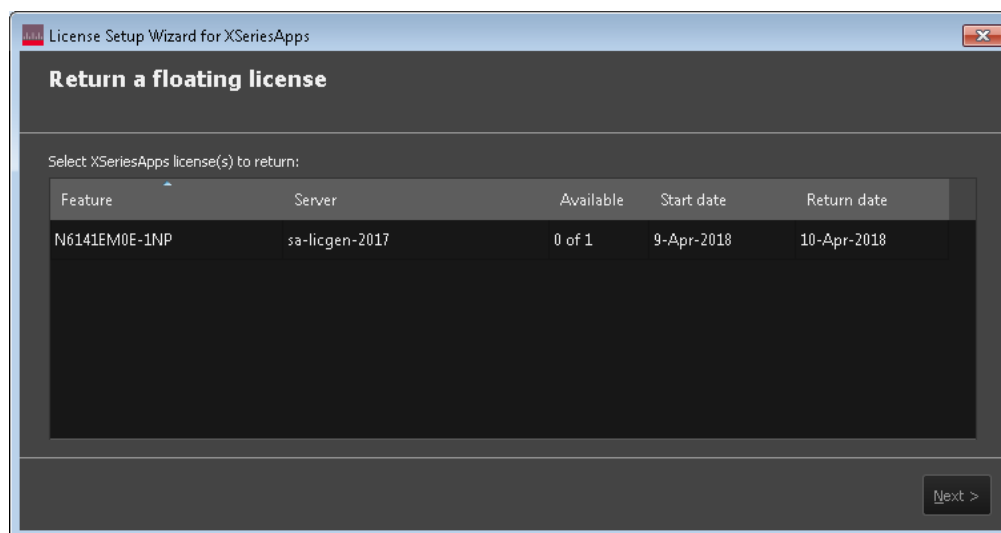 License Setup Wizard for XSeriesApps
Return a floating license
Select XSeriesApps license(s) to return:
Feature Server Available Start date Return date
N6141EM0E-1NP sa-licgen-2017 0 of 1 9-Apr-2018 10-Apr-2018
Next >